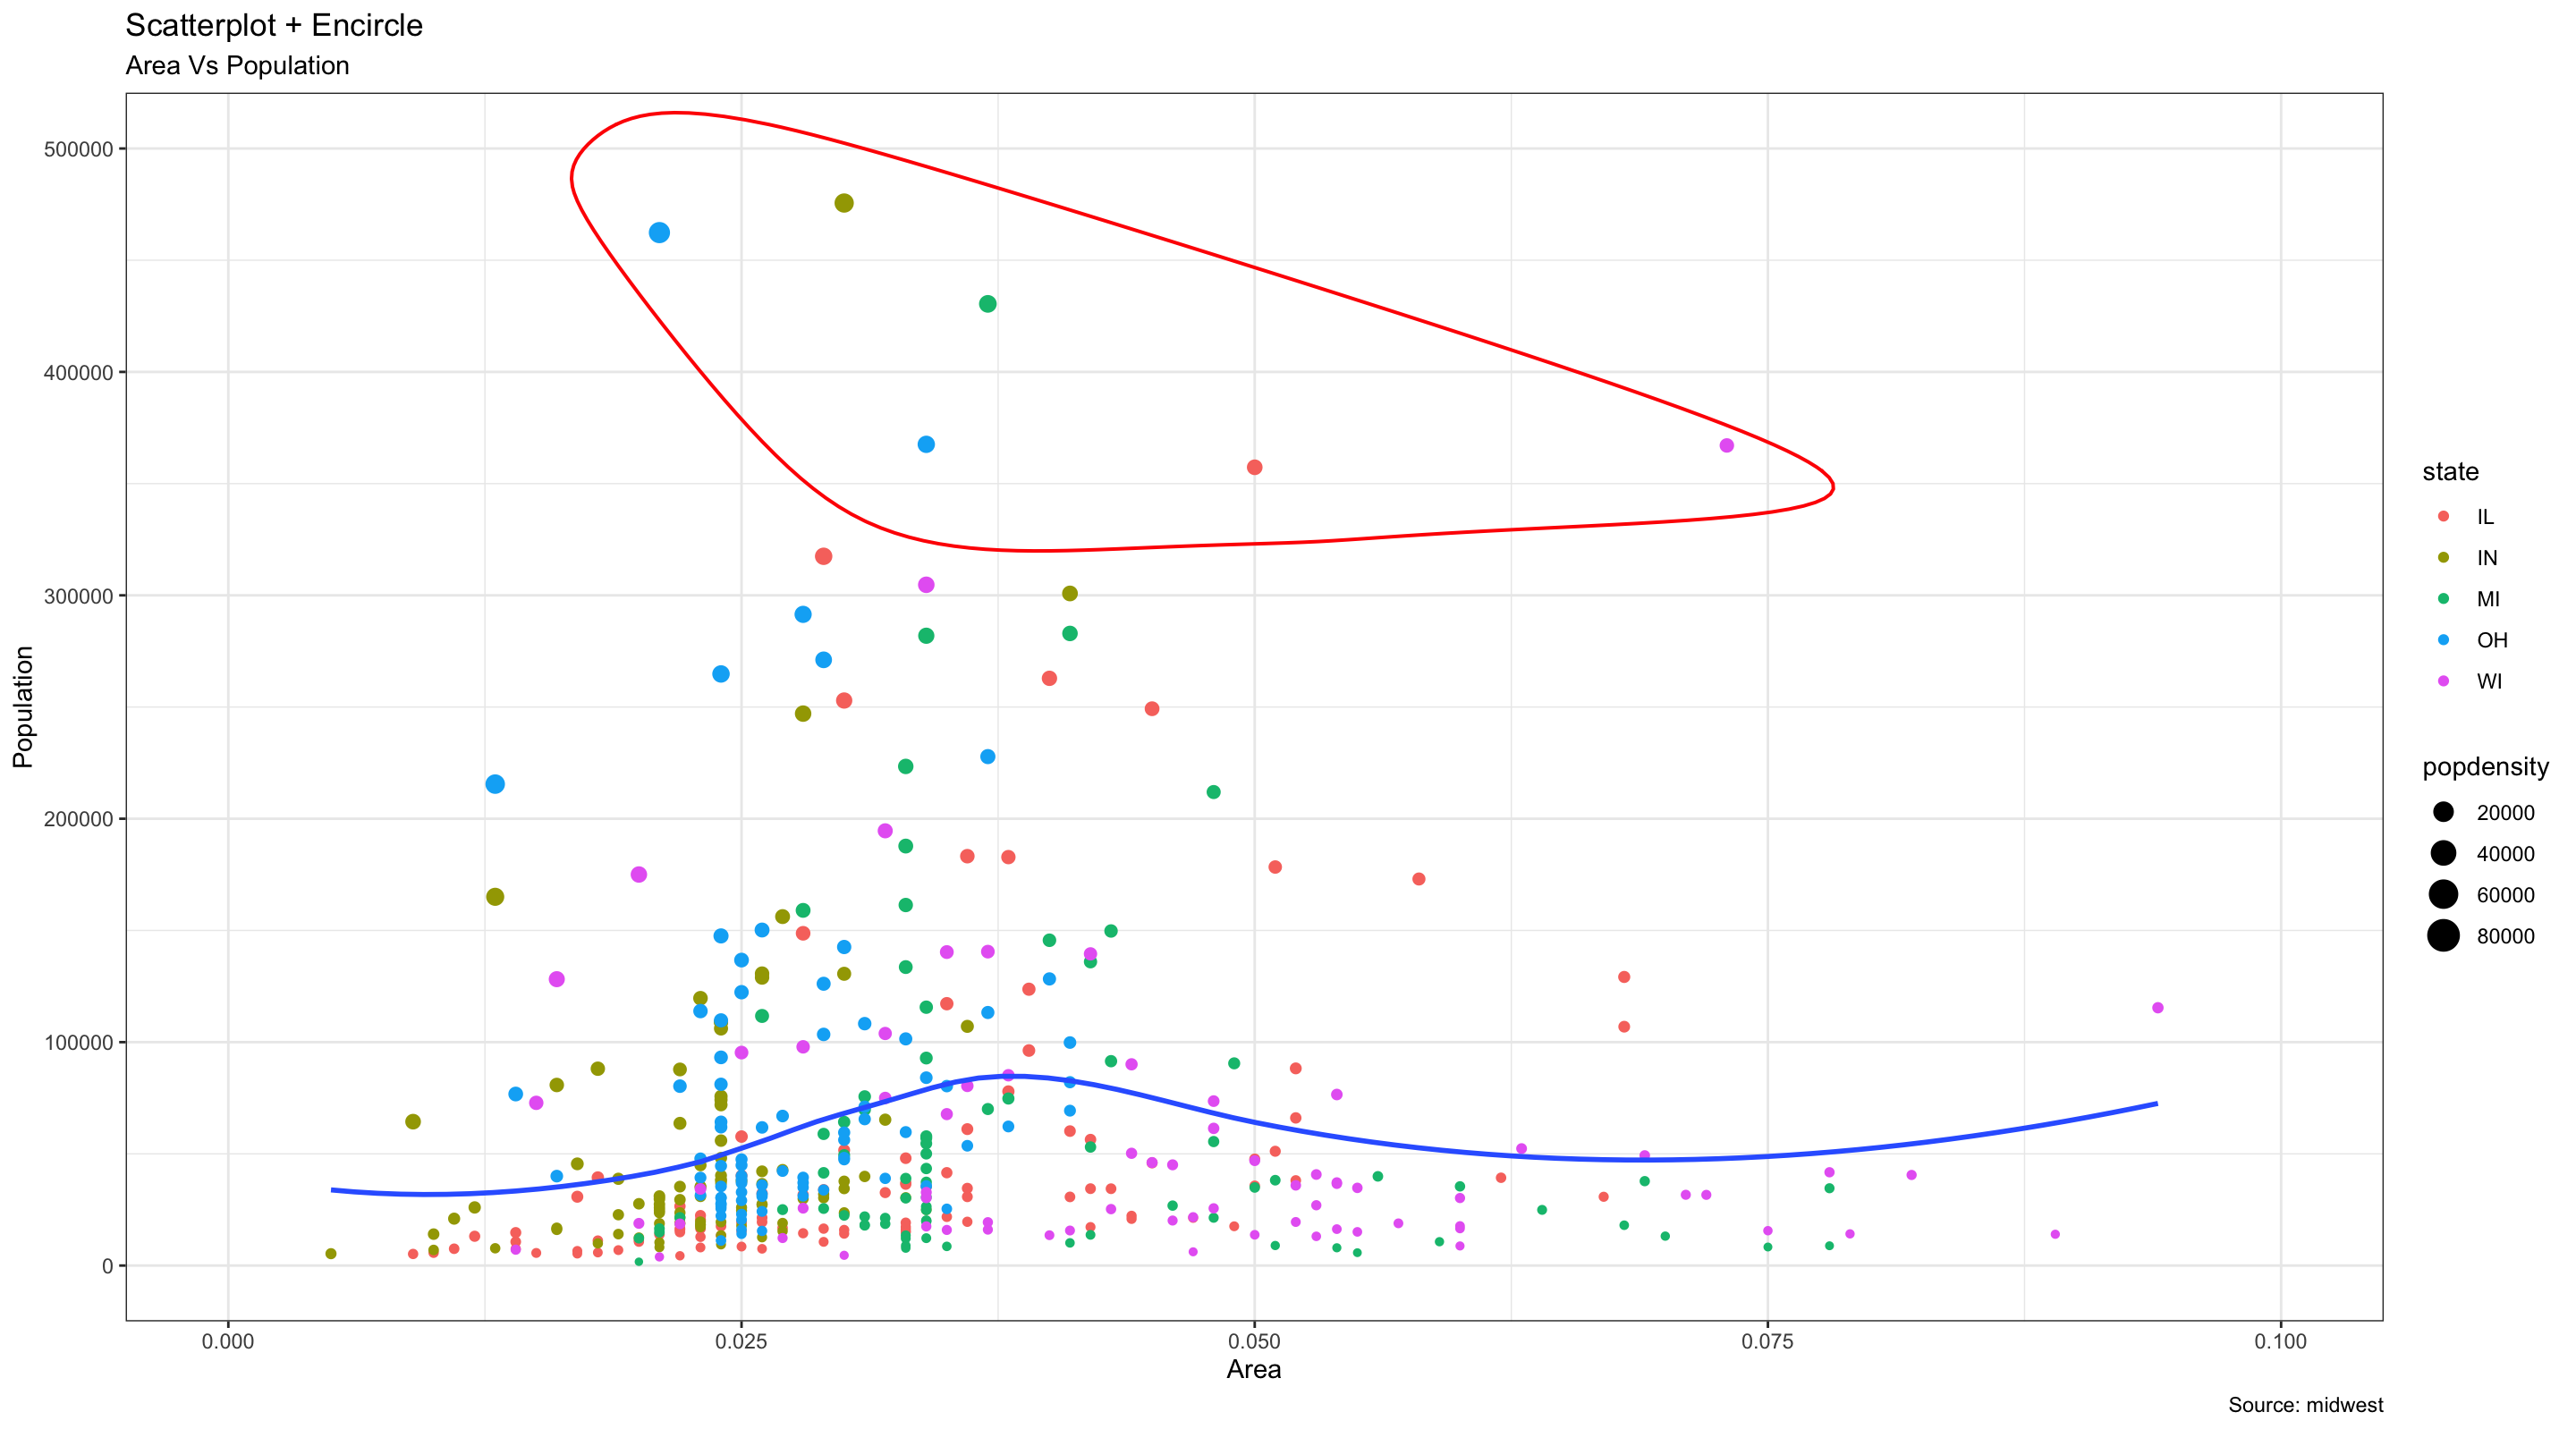 Scatterplot + Encircle
Area Vs Population
500000
400000
300000
200000
100000
0
Population
0.000
0.025
0.050
0.075
0.100
Area
state
IL
IN
MI
OH
WI
popdensity
20000
40000
60000
80000
Source: midwest